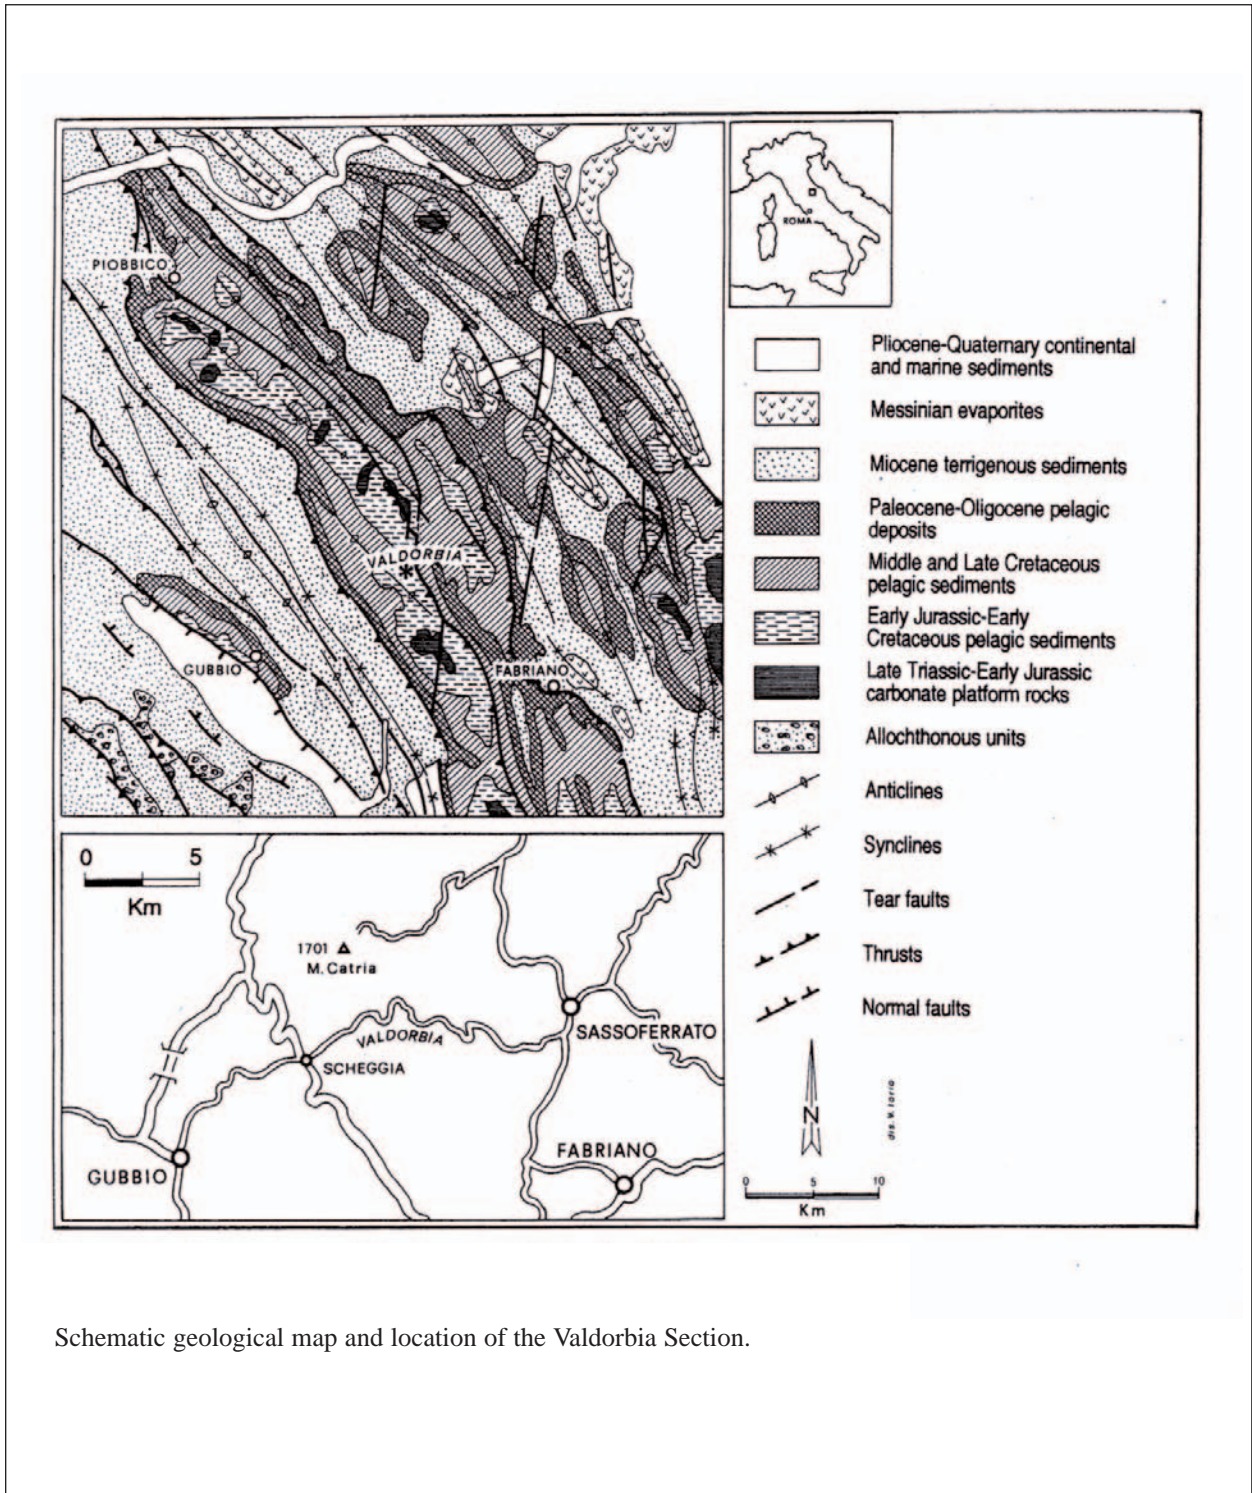 PIOBBICO
VALDORBIA
GUBBIO
FABRIANO
ROMA
Pliocene-Quaternary continental
and marine sediments
Messinian evaporites
Miocene terrigenous sediments
Paleocene-Oligocene pelagic
deposits
Middle and Late Cretaceous
pelagic sediments
Early Jurassic-Early
Cretaceous pelagic sediments
Late Triassic-Early Jurassic
carbonate platform rocks
Allochthonous units
Anticlines
Synclines
Tear faults
Thrusts
Normal faults
N
dis. V. Iorio
0 5 10
Km
0 5
Km
1701
M. Catria
VALDORBIA
SCHEGGIA
SASSOFERRATO
GUBBIO
FABRIANO
Schematic geological map and location of the Valdorbia Section.